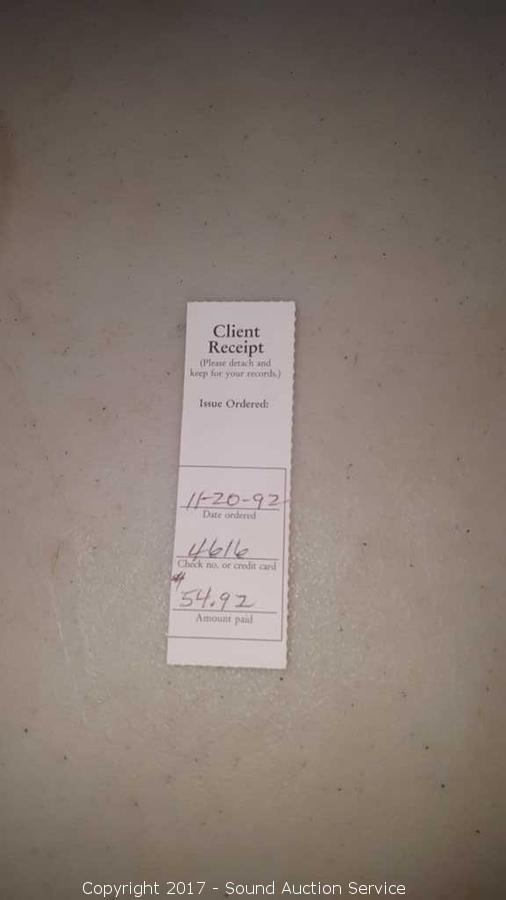 Client
Receipt
(Please detach and
keep for your records.)
Issue Ordered:
11-20-92
Date ordered
4616
Check no. or credit card
$
54.92
Amount paid
Copyright 2017 - Sound Auction Service